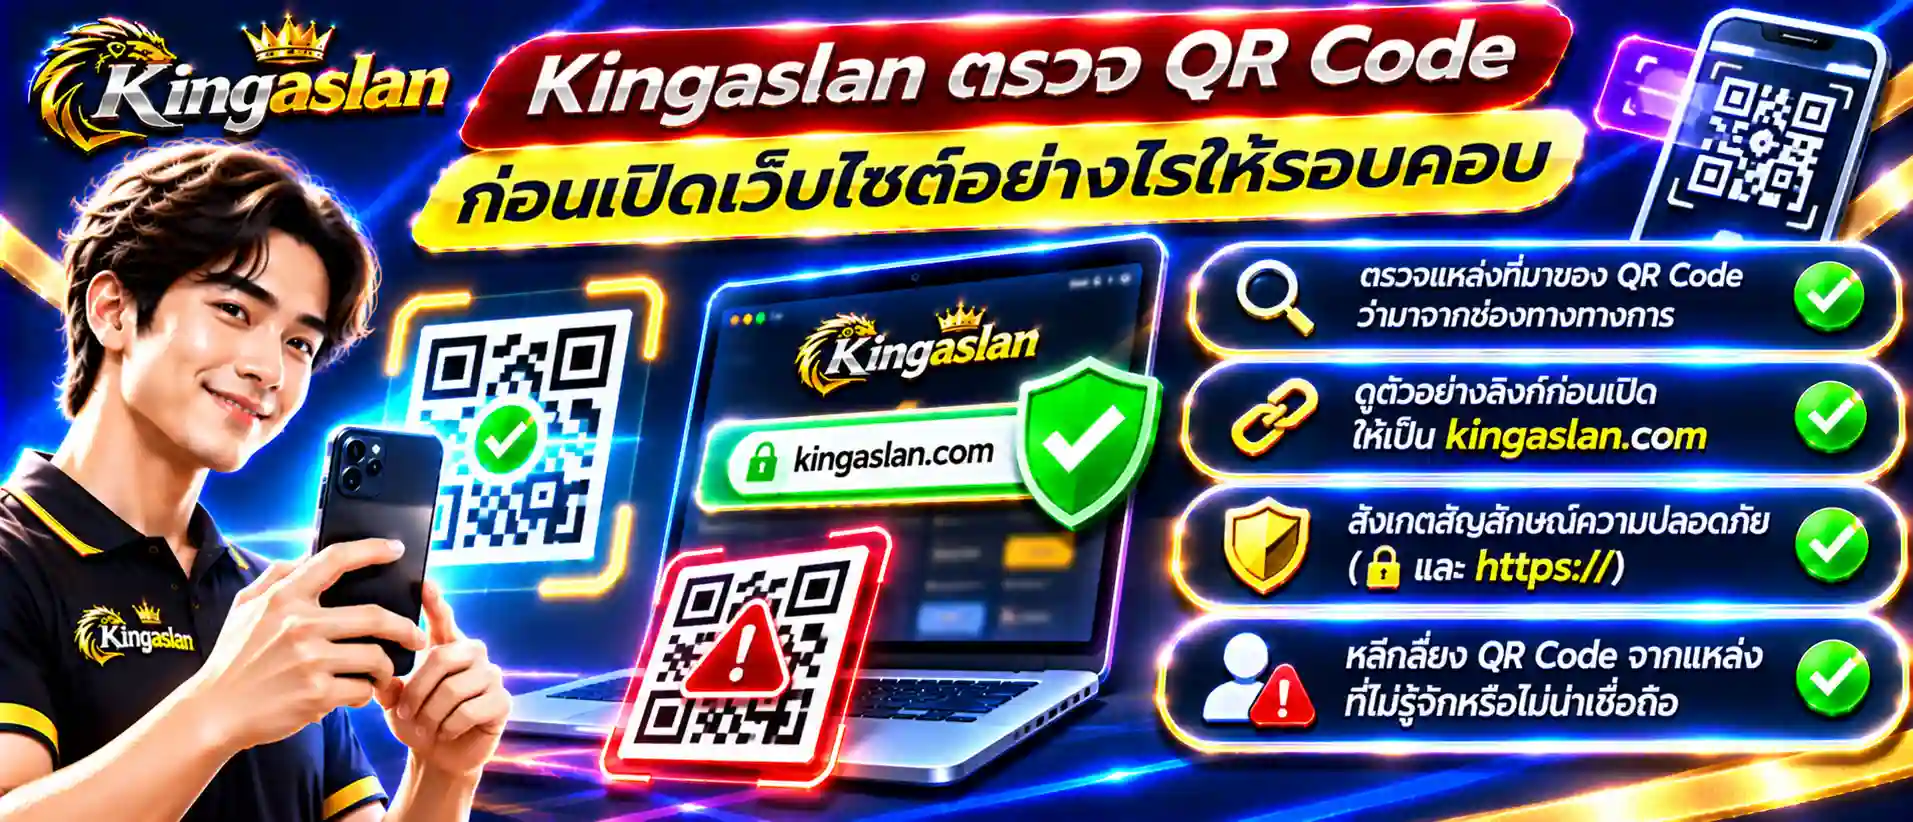 Kingaslan
Kingaslan ตรวจ QR Code
ก่อนเปิดเว็บไซต์อย่างไรให้รอบคอบ
Kingaslan
kingaslan.com
Kingaslan
ตรวจแหล่งที่มาของ QR Code
ว่ามาจากช่องทางทางการ
ดูตัวอย่างลิงก์ก่อนเปิด
ให้เป็น kingaslan.com
สังเกตสัญลักษณ์ความปลอดภัย
( และ https://)
หลีกลี่ยง QR Code จากแหล่ง
ที่ไม่รู้จักหรือไม่น่าเชื่อถือ